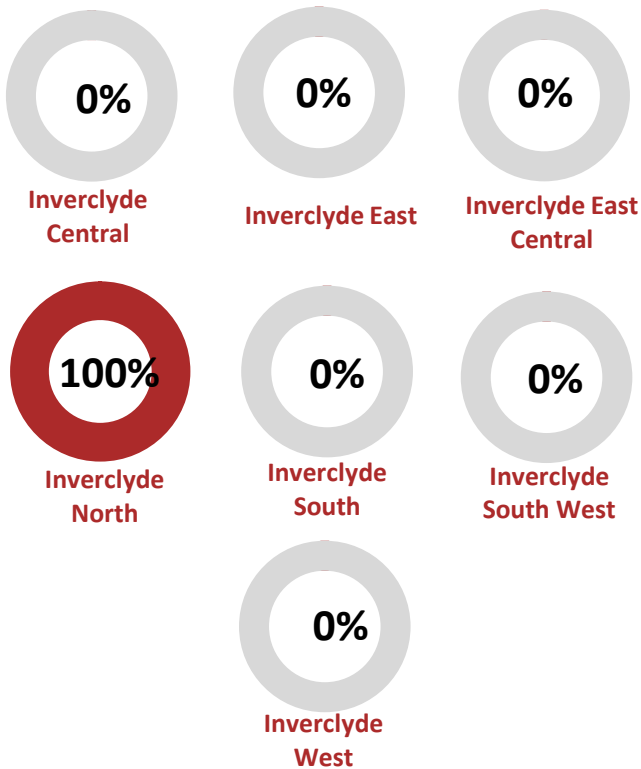 0%
Inverclyde
Central
0%
Inverclyde East
0%
Inverclyde East
Central
100%
Inverclyde
North
0%
Inverclyde
South
0%
Inverclyde
South West
0%
Inverclyde
West